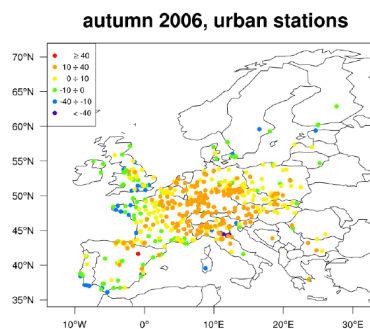 autumn 2006, urban stations
70°N
65°N
60°N
55°N
50°N
45°N
40°N
35°N
≥ 40
10 ÷ 40
0 ÷ 10
-10 ÷ 0
-40 ÷ -10
< -40
10°W
0°
10°E
20°E
30°E